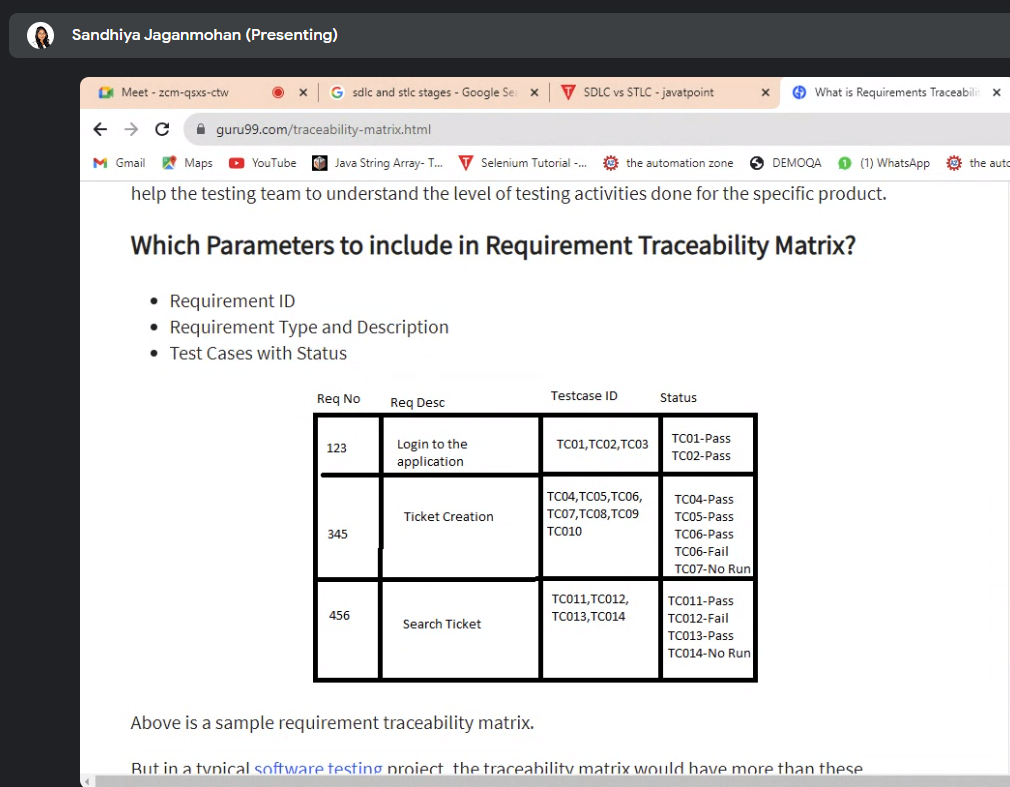 Sandhiya Jaganmohan (Presenting)
Meet - zcm-qsxs-ctw
sdlc and stlc stages - Google Se
SDLC vS STLC - javatpoint
What is Requirements Traceabili
guru99.com/traceability-matrix.html
Gmail Maps YouTube Java String Array- T... Selenium Tutorial -... the automation zone DEMOQA (1) WhatsApp the auto
help the testing team to understand the level of testing activities done for the specific product.
Which Parameters to include in Requirement Traceability Matrix?
• Requirement ID
• Requirement Type and Description
• Test Cases with Status
Req No Req Desc Testcase ID Status
123
Login to the
application
TC01,TC02,TC03
TC01-Pass
TC02-Pass
345
Ticket Creation
TC04,TC05,TC06,
TC07,TC08,TC09
TC010
TC04-Pass
TC05-Pass
TC06-Pass
TC06-Fail
TC07-No Run
456
Search Ticket
TC011,TC012,
TC013,TC014
TC011-Pass
TC012-Fail
TC013-Pass
TC014-No Run
Above is a sample requirement traceability matrix.
But in a typical software testing project, the traceability matrix would have more than these